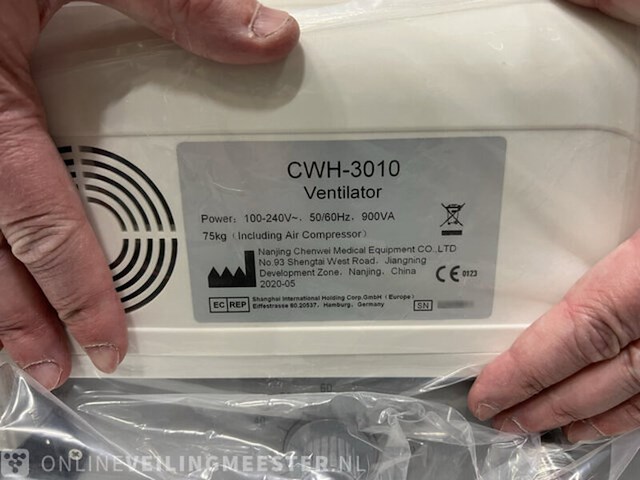 CWH-3010
Ventilator
Power: 100-240V~, 50/60Hz, 900VA
75kg (Including Air Compressor)
Nanjing Chenwei Medical Equipment CO.,LTD
No.93 Shengtai West Road, Jiangning
Development Zone, Nanjing, China
2020-05
CE 0123
EC REP
Shanghai International Holding Corp.GmbH (Europe)
Eiffestrasse 80.20537, Hamburg, Germany
SN
60
ONLINEVEILINGMEESTER.NL